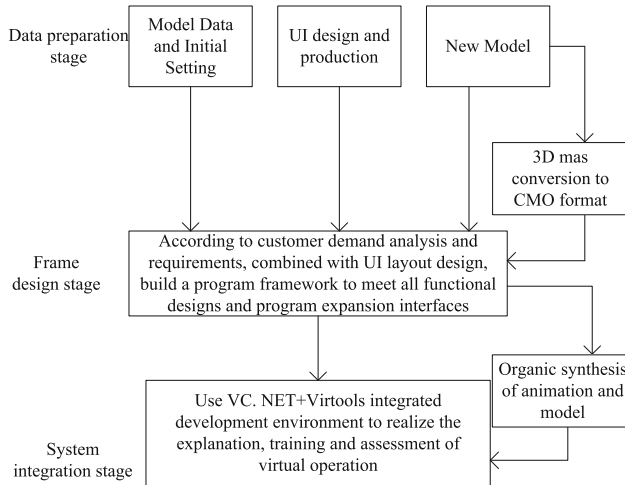 Data preparation
stage
Model Data
and Initial
Setting
UI design and
production
New Model
3D mas
conversion to
CMO format
Frame
design stage
According to customer demand analysis and
requirements, combined with UI layout design,
build a program framework to meet all functional
designs and program expansion interfaces
Organic synthesis
of animation and
model
System
integration stage
Use VC. NET+Virtools integrated
development environment to realize the
explanation, training and assessment of
virtual operation